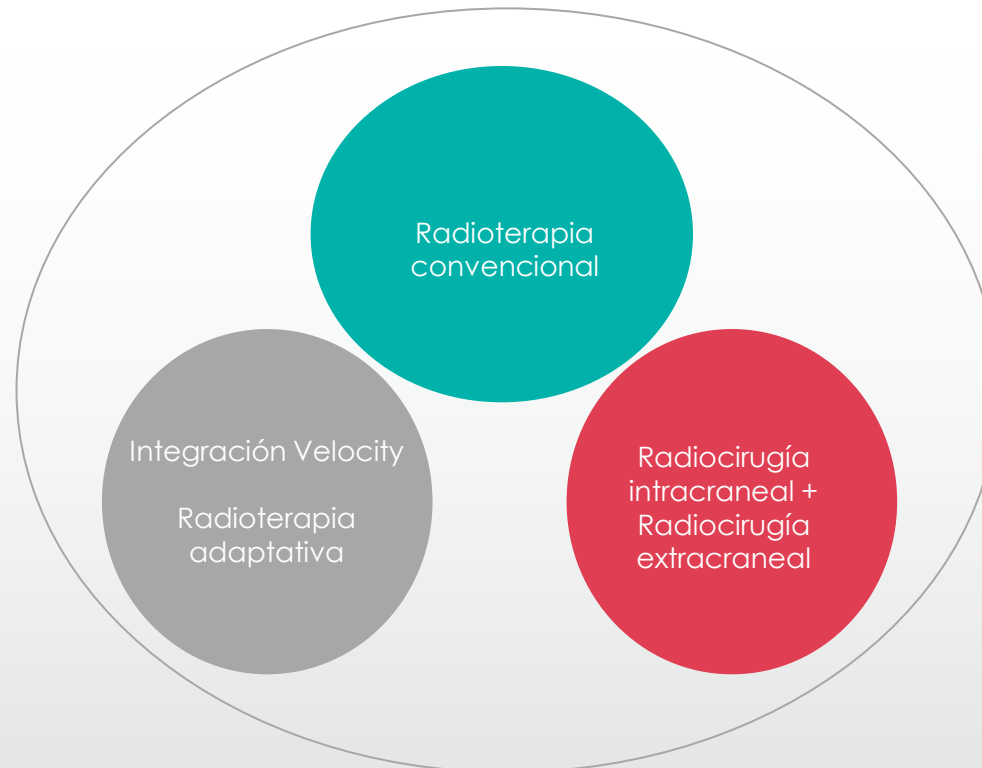 Radioterapia
convencional
Integración Velocity
Radioterapia
adaptativa
Radiocirugía
intracraneal +
Radiocirugía
extracraneal